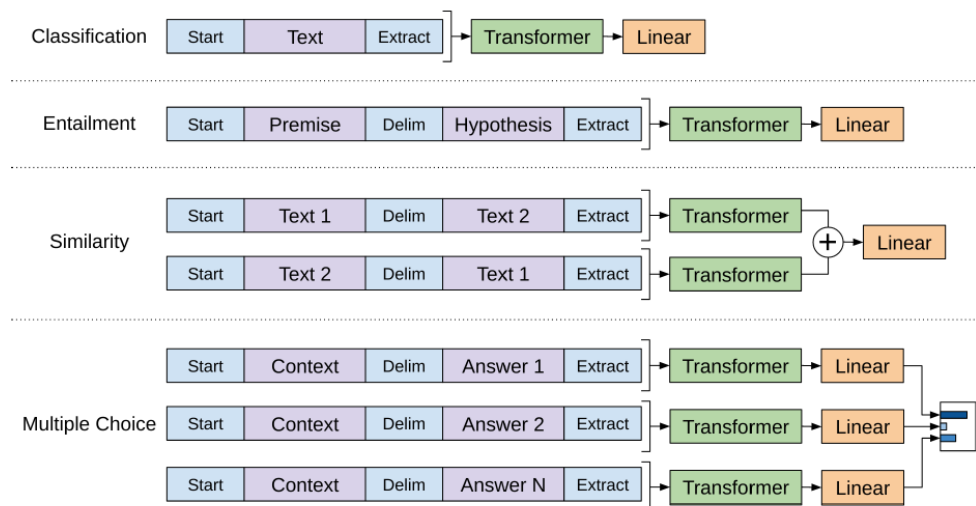 Classification Start Text Extract Transformer Linear
Entailment Start Premise Delim Hypothesis Extract Transformer Linear
Start Text 1 Delim Text 2 Extract Transformer
Similarity + Linear
Start Text 2 Delim Text 1 Extract Transformer
Start Context Delim Answer 1 Extract Transformer Linear
Multiple Choice Start Context Delim Answer 2 Extract Transformer Linear
Start Context Delim Answer N Extract Transformer Linear